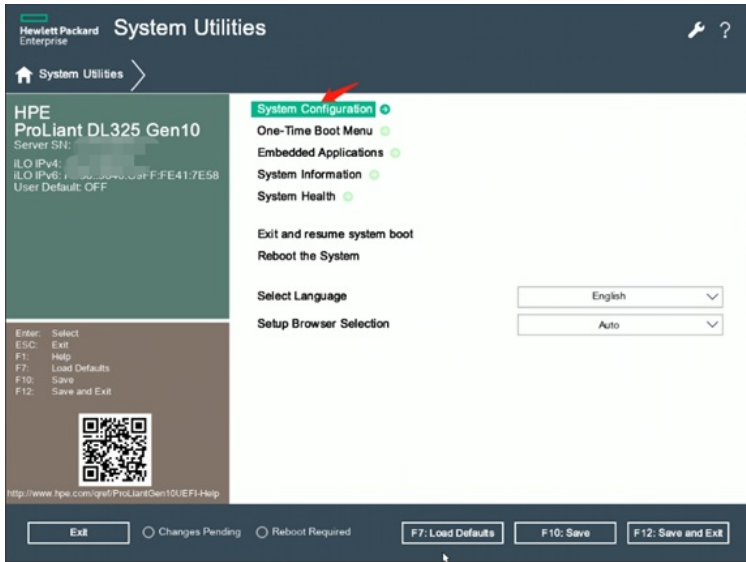 Hewlett Packard
Enterprise
System Utilities
?
System Utilities
HPE
ProLiant DL325 Gen10
Server SN:
iLO IPv4:
iLO IPv6:
FF:FE41:7E58
User Default: OFF
System Configuration
One-Time Boot Menu
Embedded Applications
System Information
System Health
Exit and resume system boot
Reboot the System
Select Language English
Setup Browser Selection Auto
Enter: Select
ESC: Exit
F1: Help
F7: Load Defaults
F10: Save
F12: Save and Exit
http://www.hpe.com/qref/ProLiantGen10UEFI-Help
Exit Changes Pending Reboot Required F7: Load Defaults F10: Save F12: Save and Exit